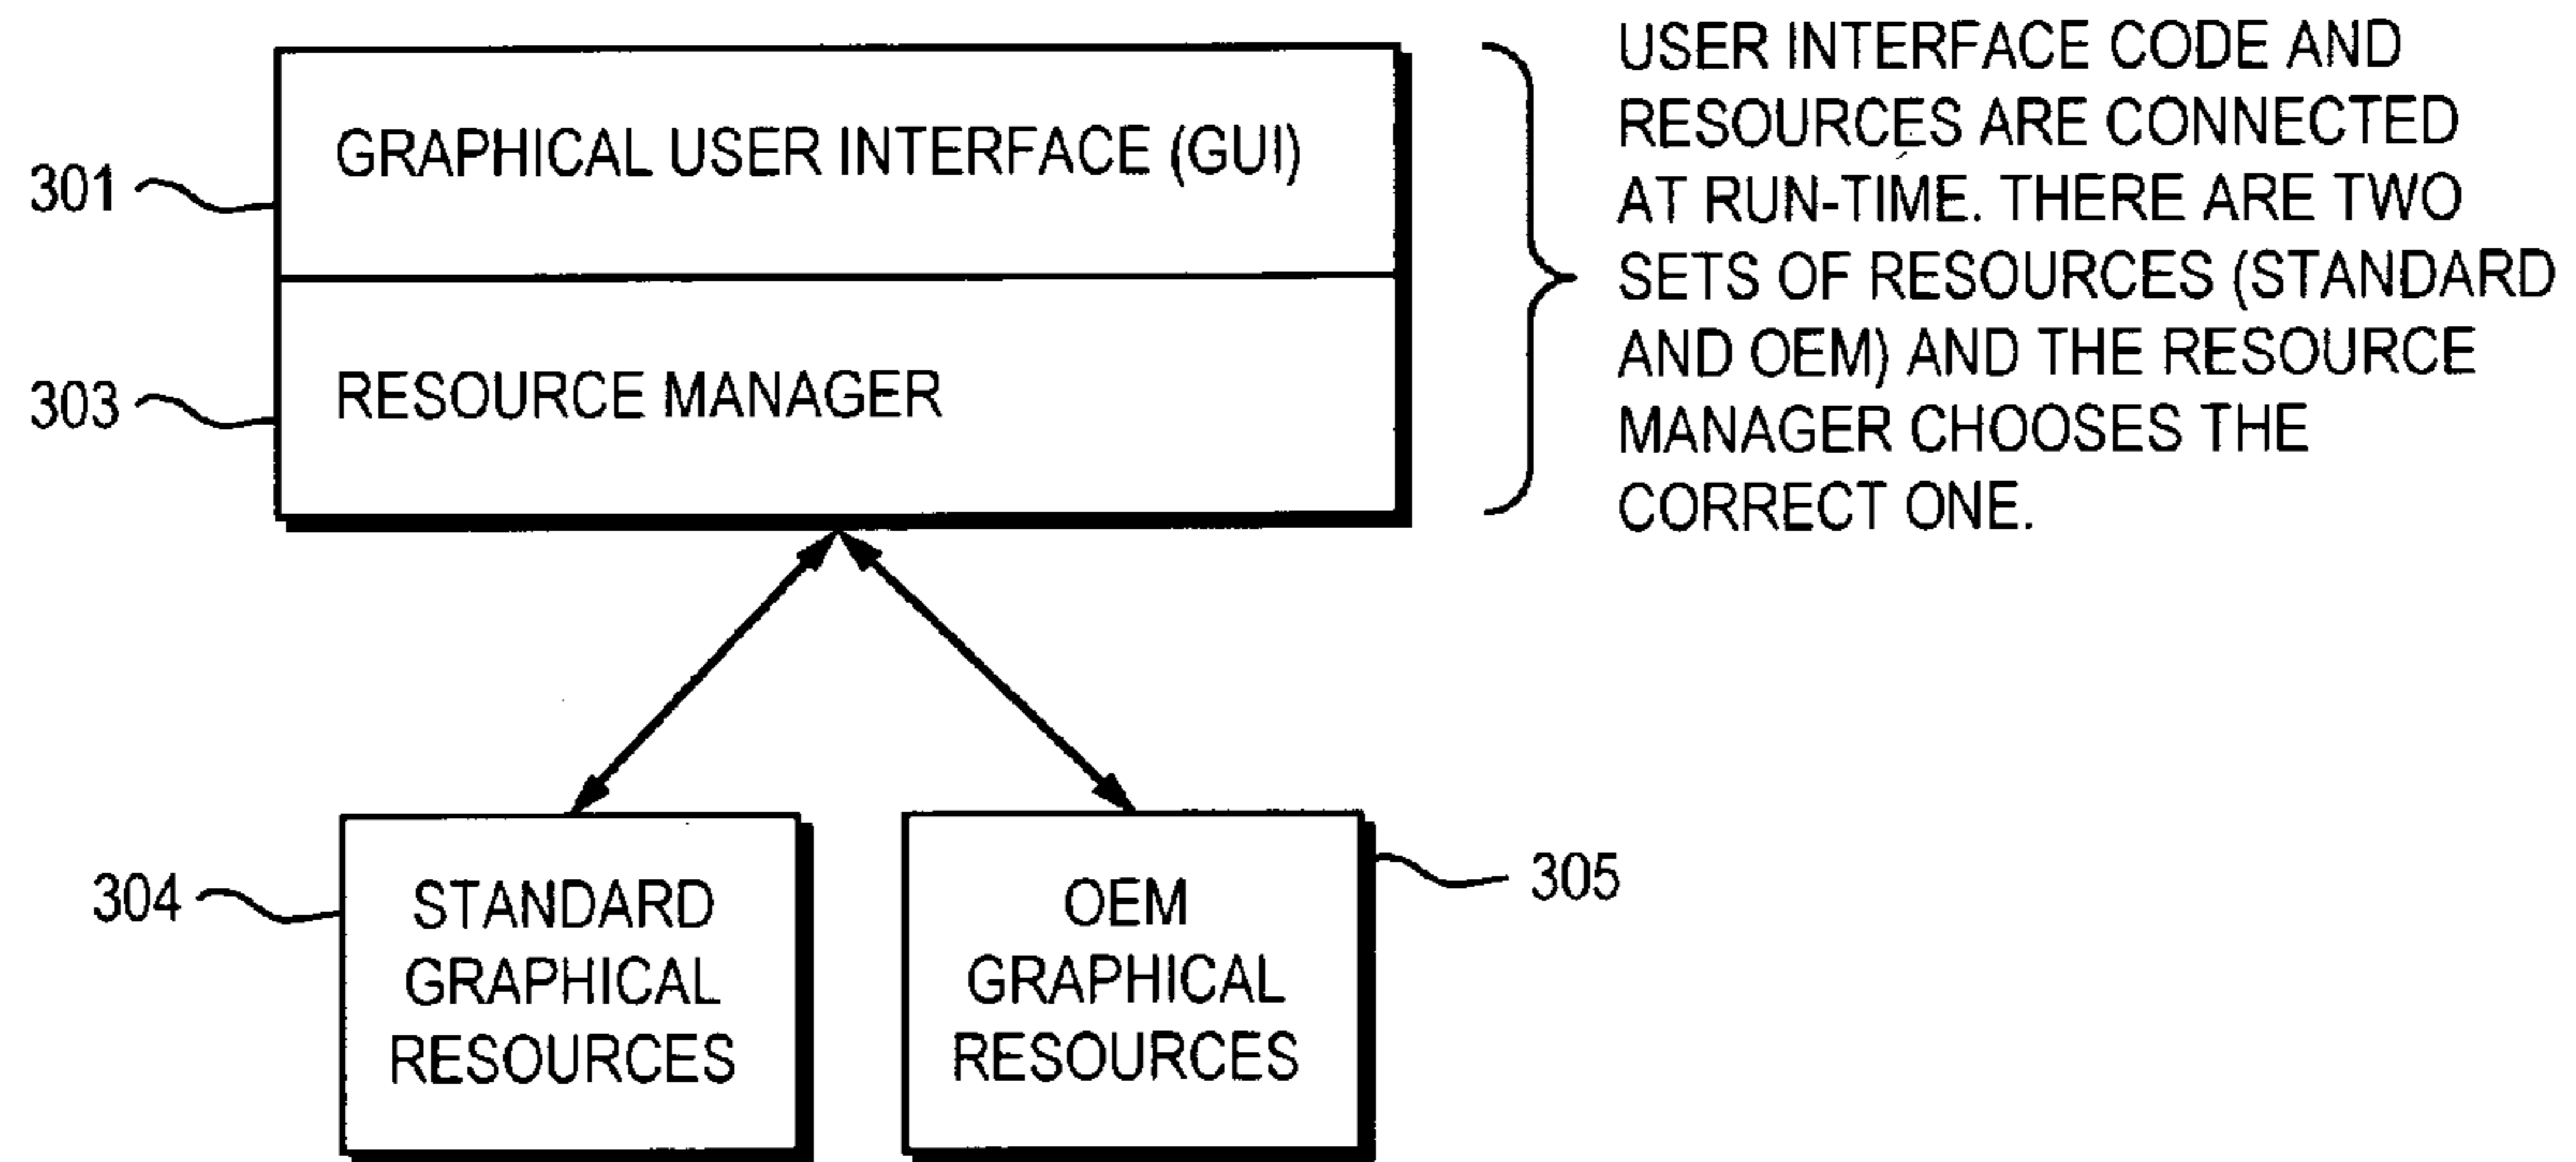 301
GRAPHICAL USER INTERFACE (GUI)
303
RESOURCE MANAGER
USER INTERFACE CODE AND
RESOURCES ARE CONNECTED
AT RUN-TIME. THERE ARE TWO
SETS OF RESOURCES (STANDARD
AND OEM) AND THE RESOURCE
MANAGER CHOOSES THE
CORRECT ONE.
304
STANDARD
GRAPHICAL
RESOURCES
OEM
GRAPHICAL
RESOURCES
305